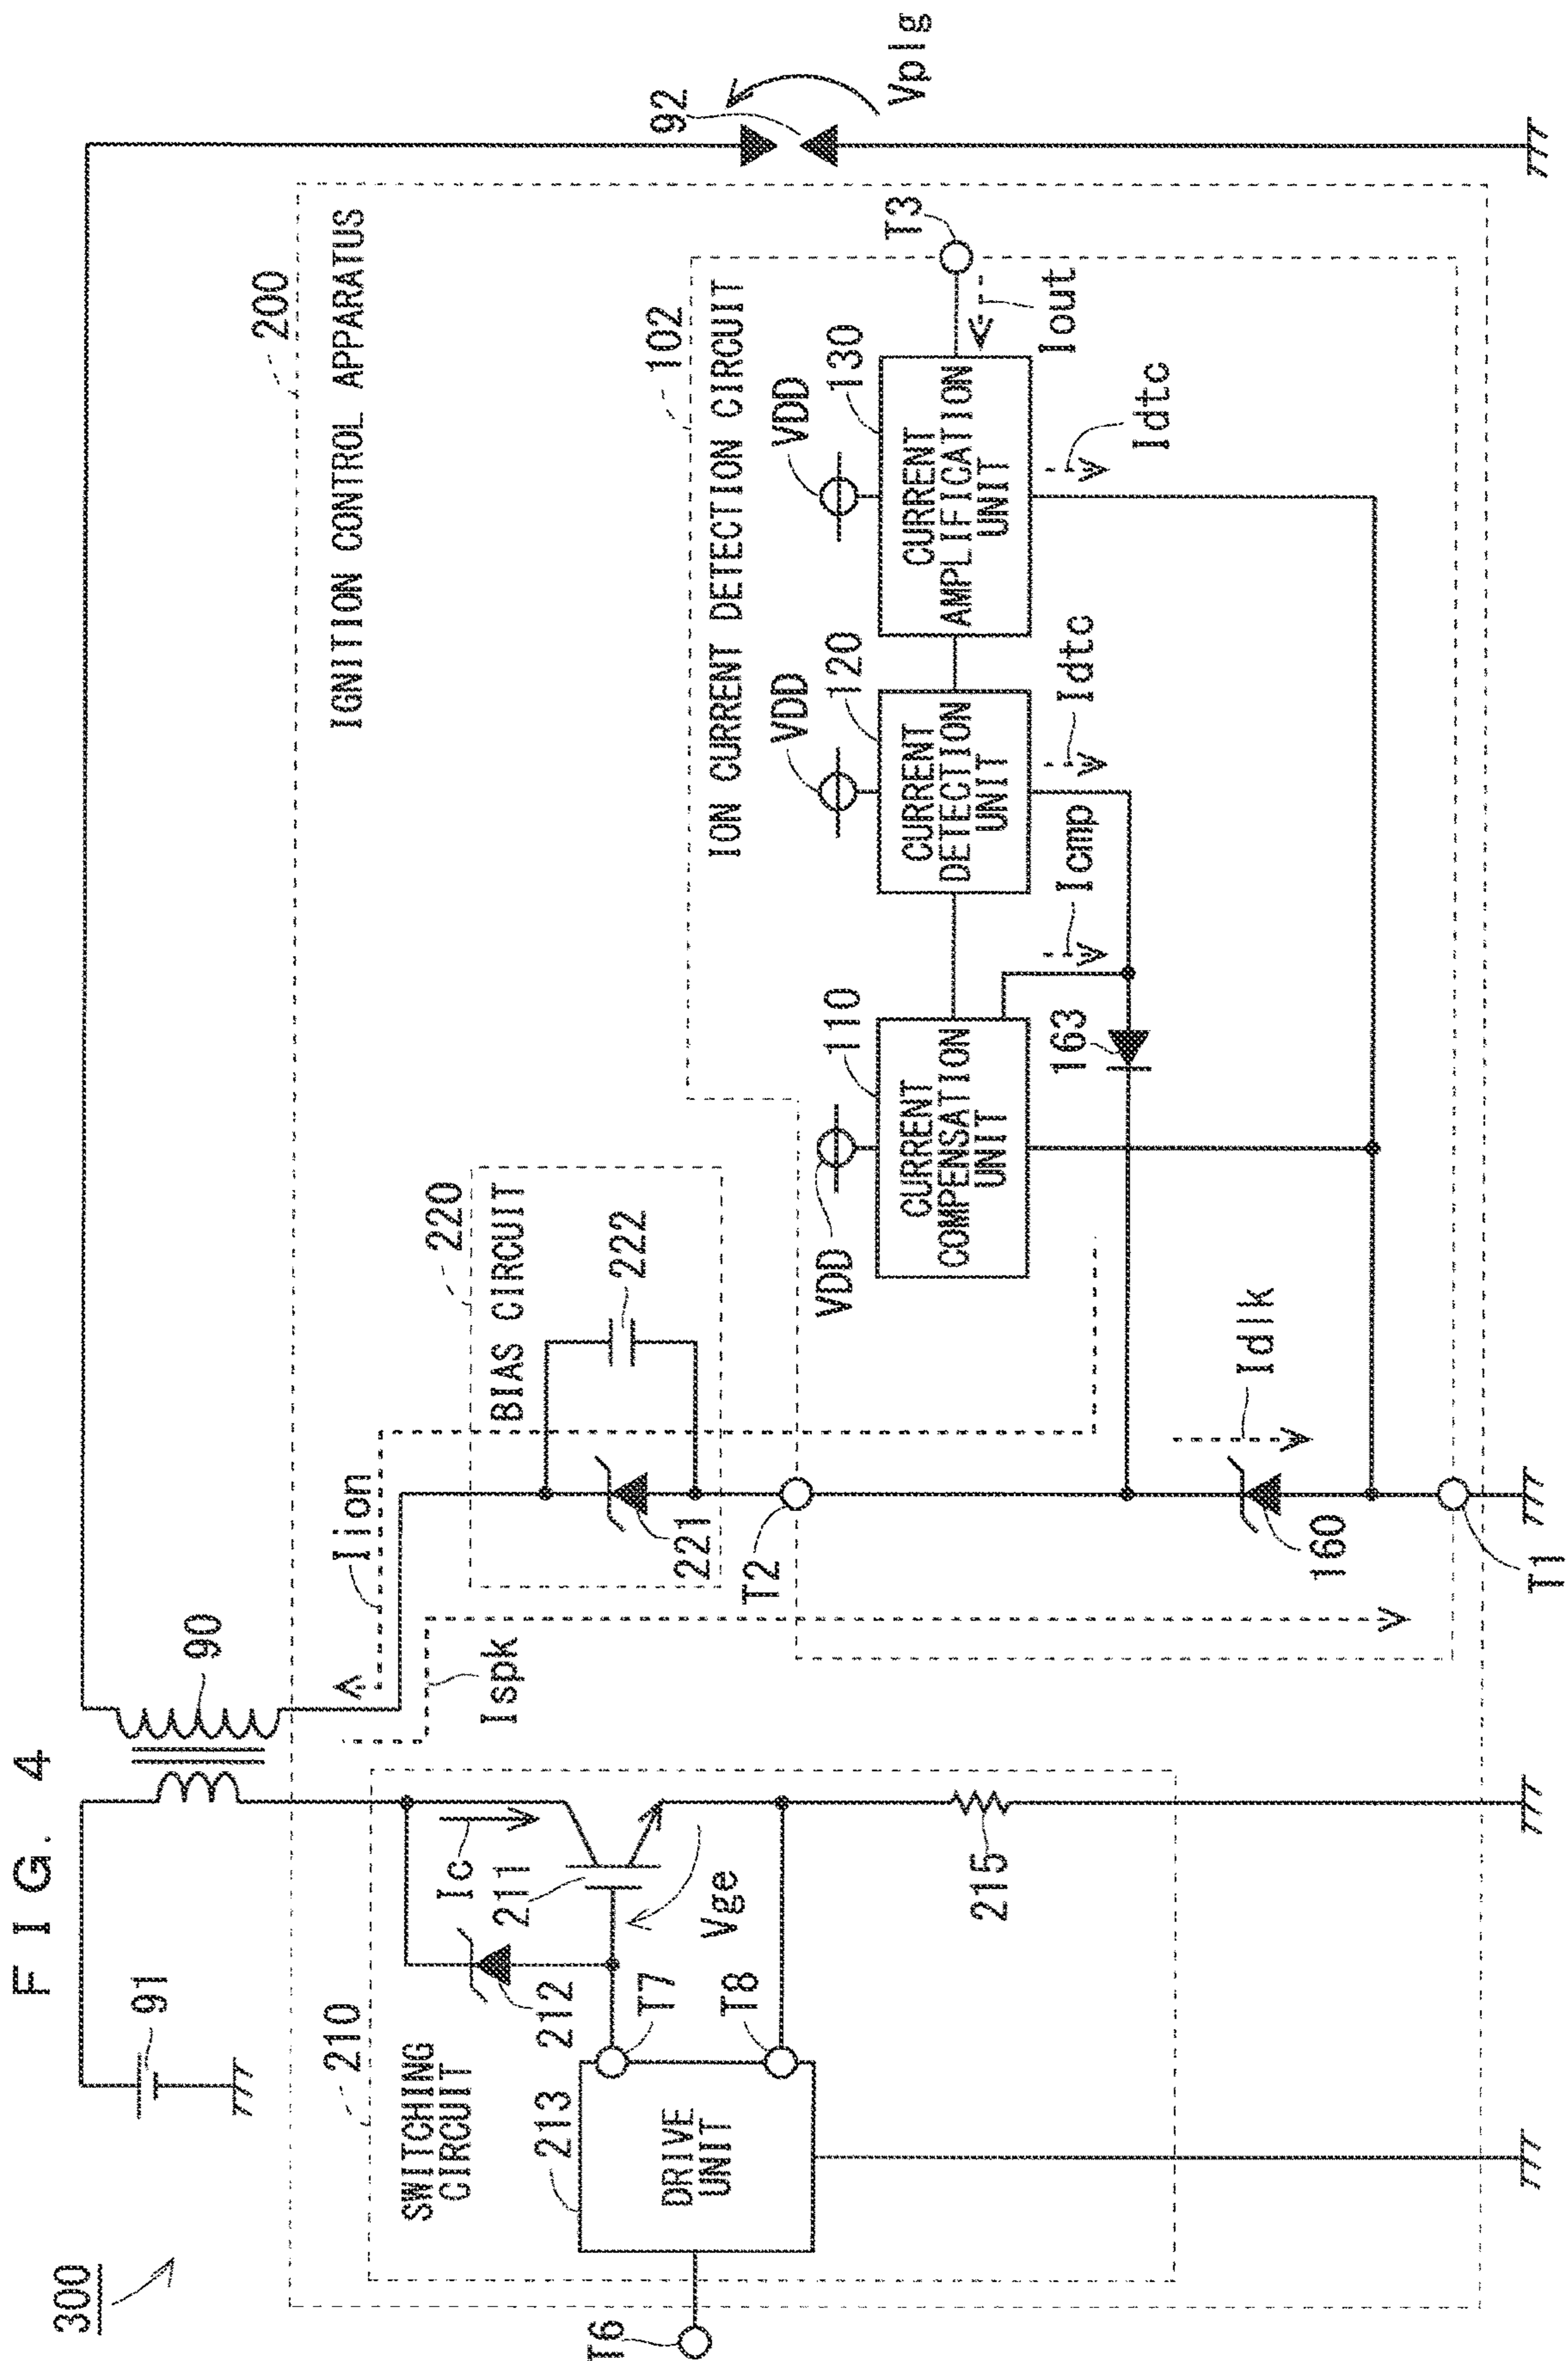 FIG. 4
300
91
90
92
Vplg
200
IGNITION CONTROL APPARATUS
210
SWITCHING
CIRCUIT
Ic
211
212
Vge
213
DRIVE
UNIT
T6
T7
T8
215
Iion
Ispk
220
BIAS CIRCUIT
221
222
T2
102
ION CURRENT DETECTION CIRCUIT
VDD
110
CURRENT
COMPENSATION
UNIT
VDD
120
CURRENT
DETECTION
UNIT
VDD
130
CURRENT
AMPLIFICATION
UNIT
T3
Iout
Icmp
Idtc
Idtc
163
Idlk
160
T1